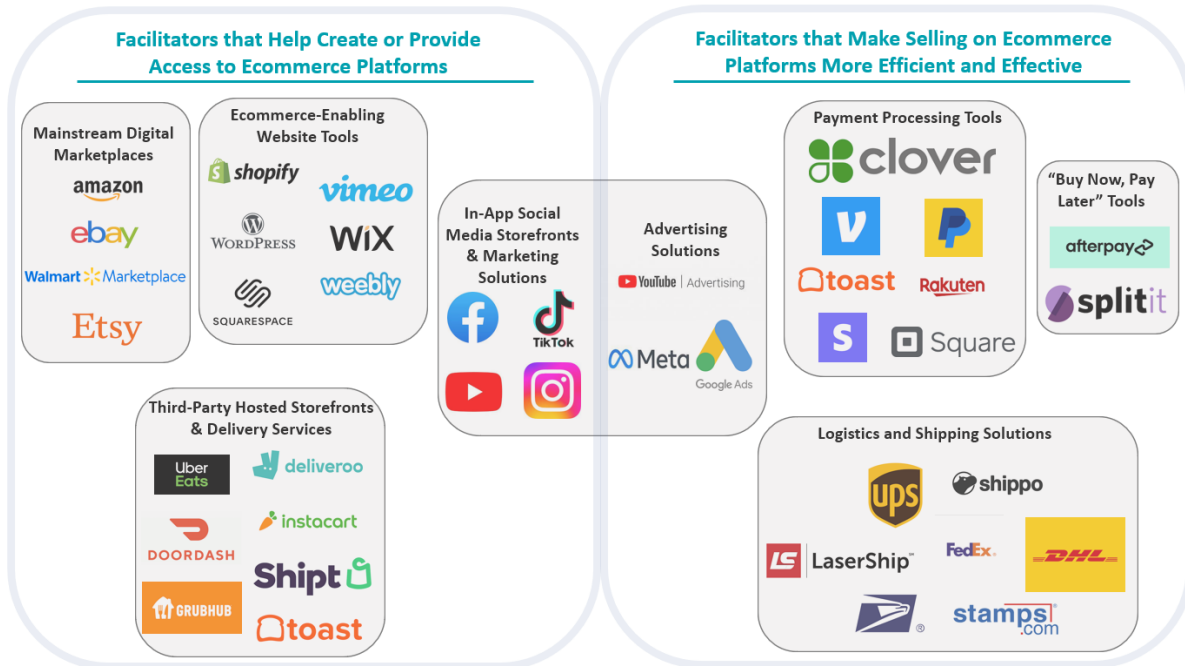 Facilitators that Help Create or Provide
Access to Ecommerce Platforms
Mainstream Digital
Marketplaces
amazon
ebay
Walmart Marketplace
Etsy
Ecommerce-Enabling
Website Tools
shopify
vimeo
WORDPRESS
WiX
weebly
SQUARESPACE
In-App Social
Media Storefronts
& Marketing
Solutions
TikTok
Third-Party Hosted Storefronts
& Delivery Services
Uber
Eats
deliveroo
DOORDASH
instacart
Shipt
GRUBHUB
toast
Facilitators that Make Selling on Ecommerce
Platforms More Efficient and Effective
Advertising
Solutions
YouTube | Advertising
Meta
Google Ads
Payment Processing Tools
clover
toast
Rakuten
S
Square
“Buy Now, Pay
Later” Tools
afterpay
splitit
Logistics and Shipping Solutions
ups
shippo
LS LaserShip
FedEx®
DHL
®
stamps®
.com